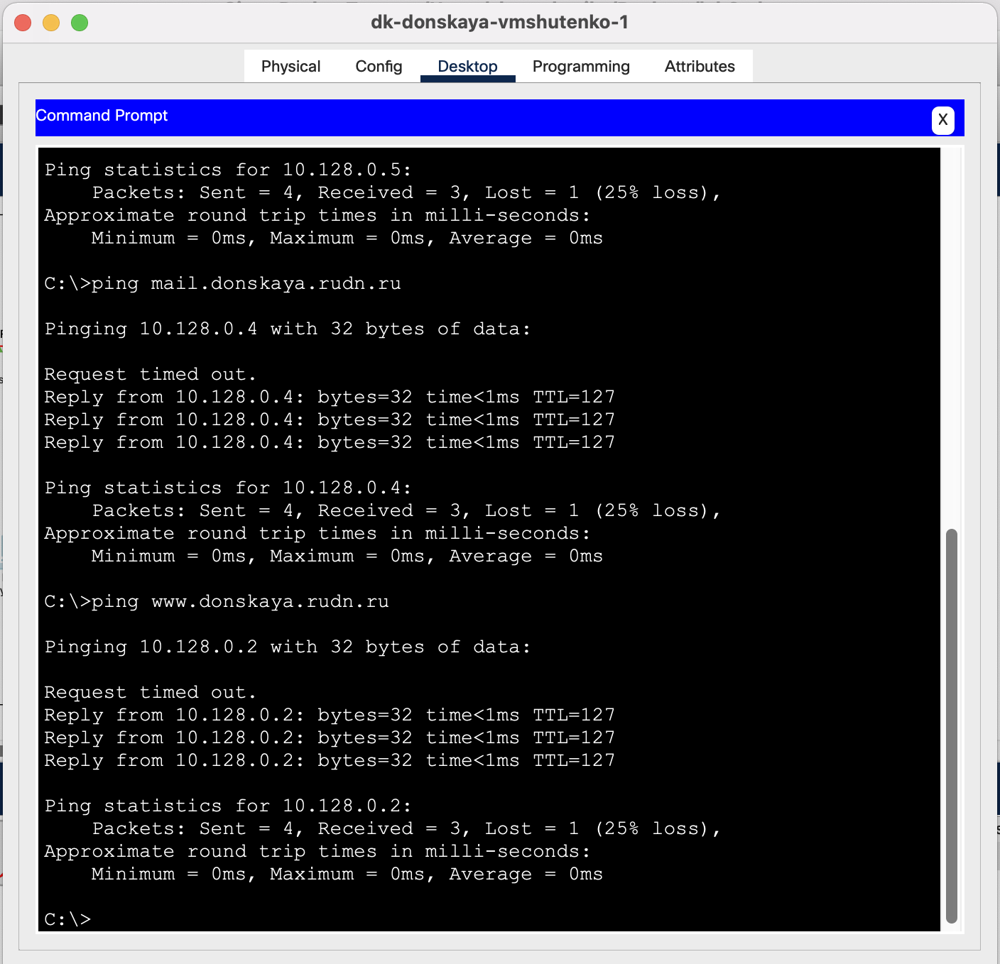 dk-donskaya-vmshutenko-1
Physical Config Desktop Programming Attributes
Command Prompt
X
Ping statistics for 10.128.0.5:
    Packets: Sent = 4, Received = 3, Lost = 1 (25% loss),
Approximate round trip times in milli-seconds:
    Minimum = 0ms, Maximum = 0ms, Average = 0ms
C:\>ping mail.donskaya.rudn.ru
Pinging 10.128.0.4 with 32 bytes of data:
Request timed out.
Reply from 10.128.0.4: bytes=32 time<1ms TTL=127
Reply from 10.128.0.4: bytes=32 time<1ms TTL=127
Reply from 10.128.0.4: bytes=32 time<1ms TTL=127
Ping statistics for 10.128.0.4:
    Packets: Sent = 4, Received = 3, Lost = 1 (25% loss),
Approximate round trip times in milli-seconds:
    Minimum = 0ms, Maximum = 0ms, Average = 0ms
C:\>ping www.donskaya.rudn.ru
Pinging 10.128.0.2 with 32 bytes of data:
Request timed out.
Reply from 10.128.0.2: bytes=32 time<1ms TTL=127
Reply from 10.128.0.2: bytes=32 time<1ms TTL=127
Reply from 10.128.0.2: bytes=32 time<1ms TTL=127
Ping statistics for 10.128.0.2:
    Packets: Sent = 4, Received = 3, Lost = 1 (25% loss),
Approximate round trip times in milli-seconds:
    Minimum = 0ms, Maximum = 0ms, Average = 0ms
C:\>